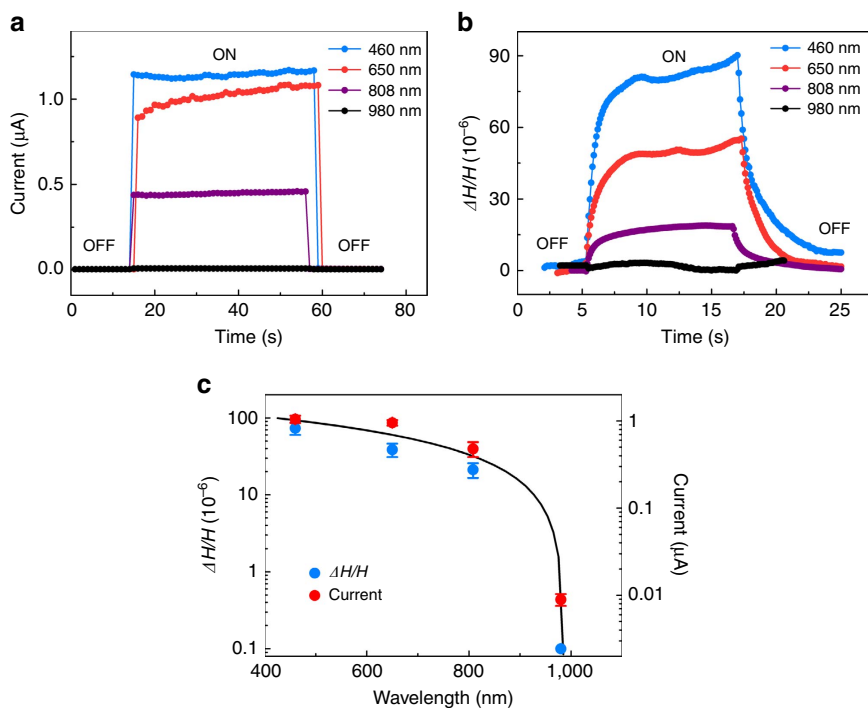 a
ON
460 nm
650 nm
808 nm
980 nm
1.0
0.5
0.0
Current (μA)
OFF
OFF
20
40
60
80
Time (s)
b
ON
460 nm
650 nm
808 nm
980 nm
90
60
30
0
ΔH/H (10⁻⁶)
OFF
OFF
0
5
10
15
20
25
Time (s)
c
100
10
1
0.1
ΔH/H (10⁻⁶)
1
0.1
0.01
Current (μA)
ΔH/H
Current
400
600
800
1,000
Wavelength (nm)